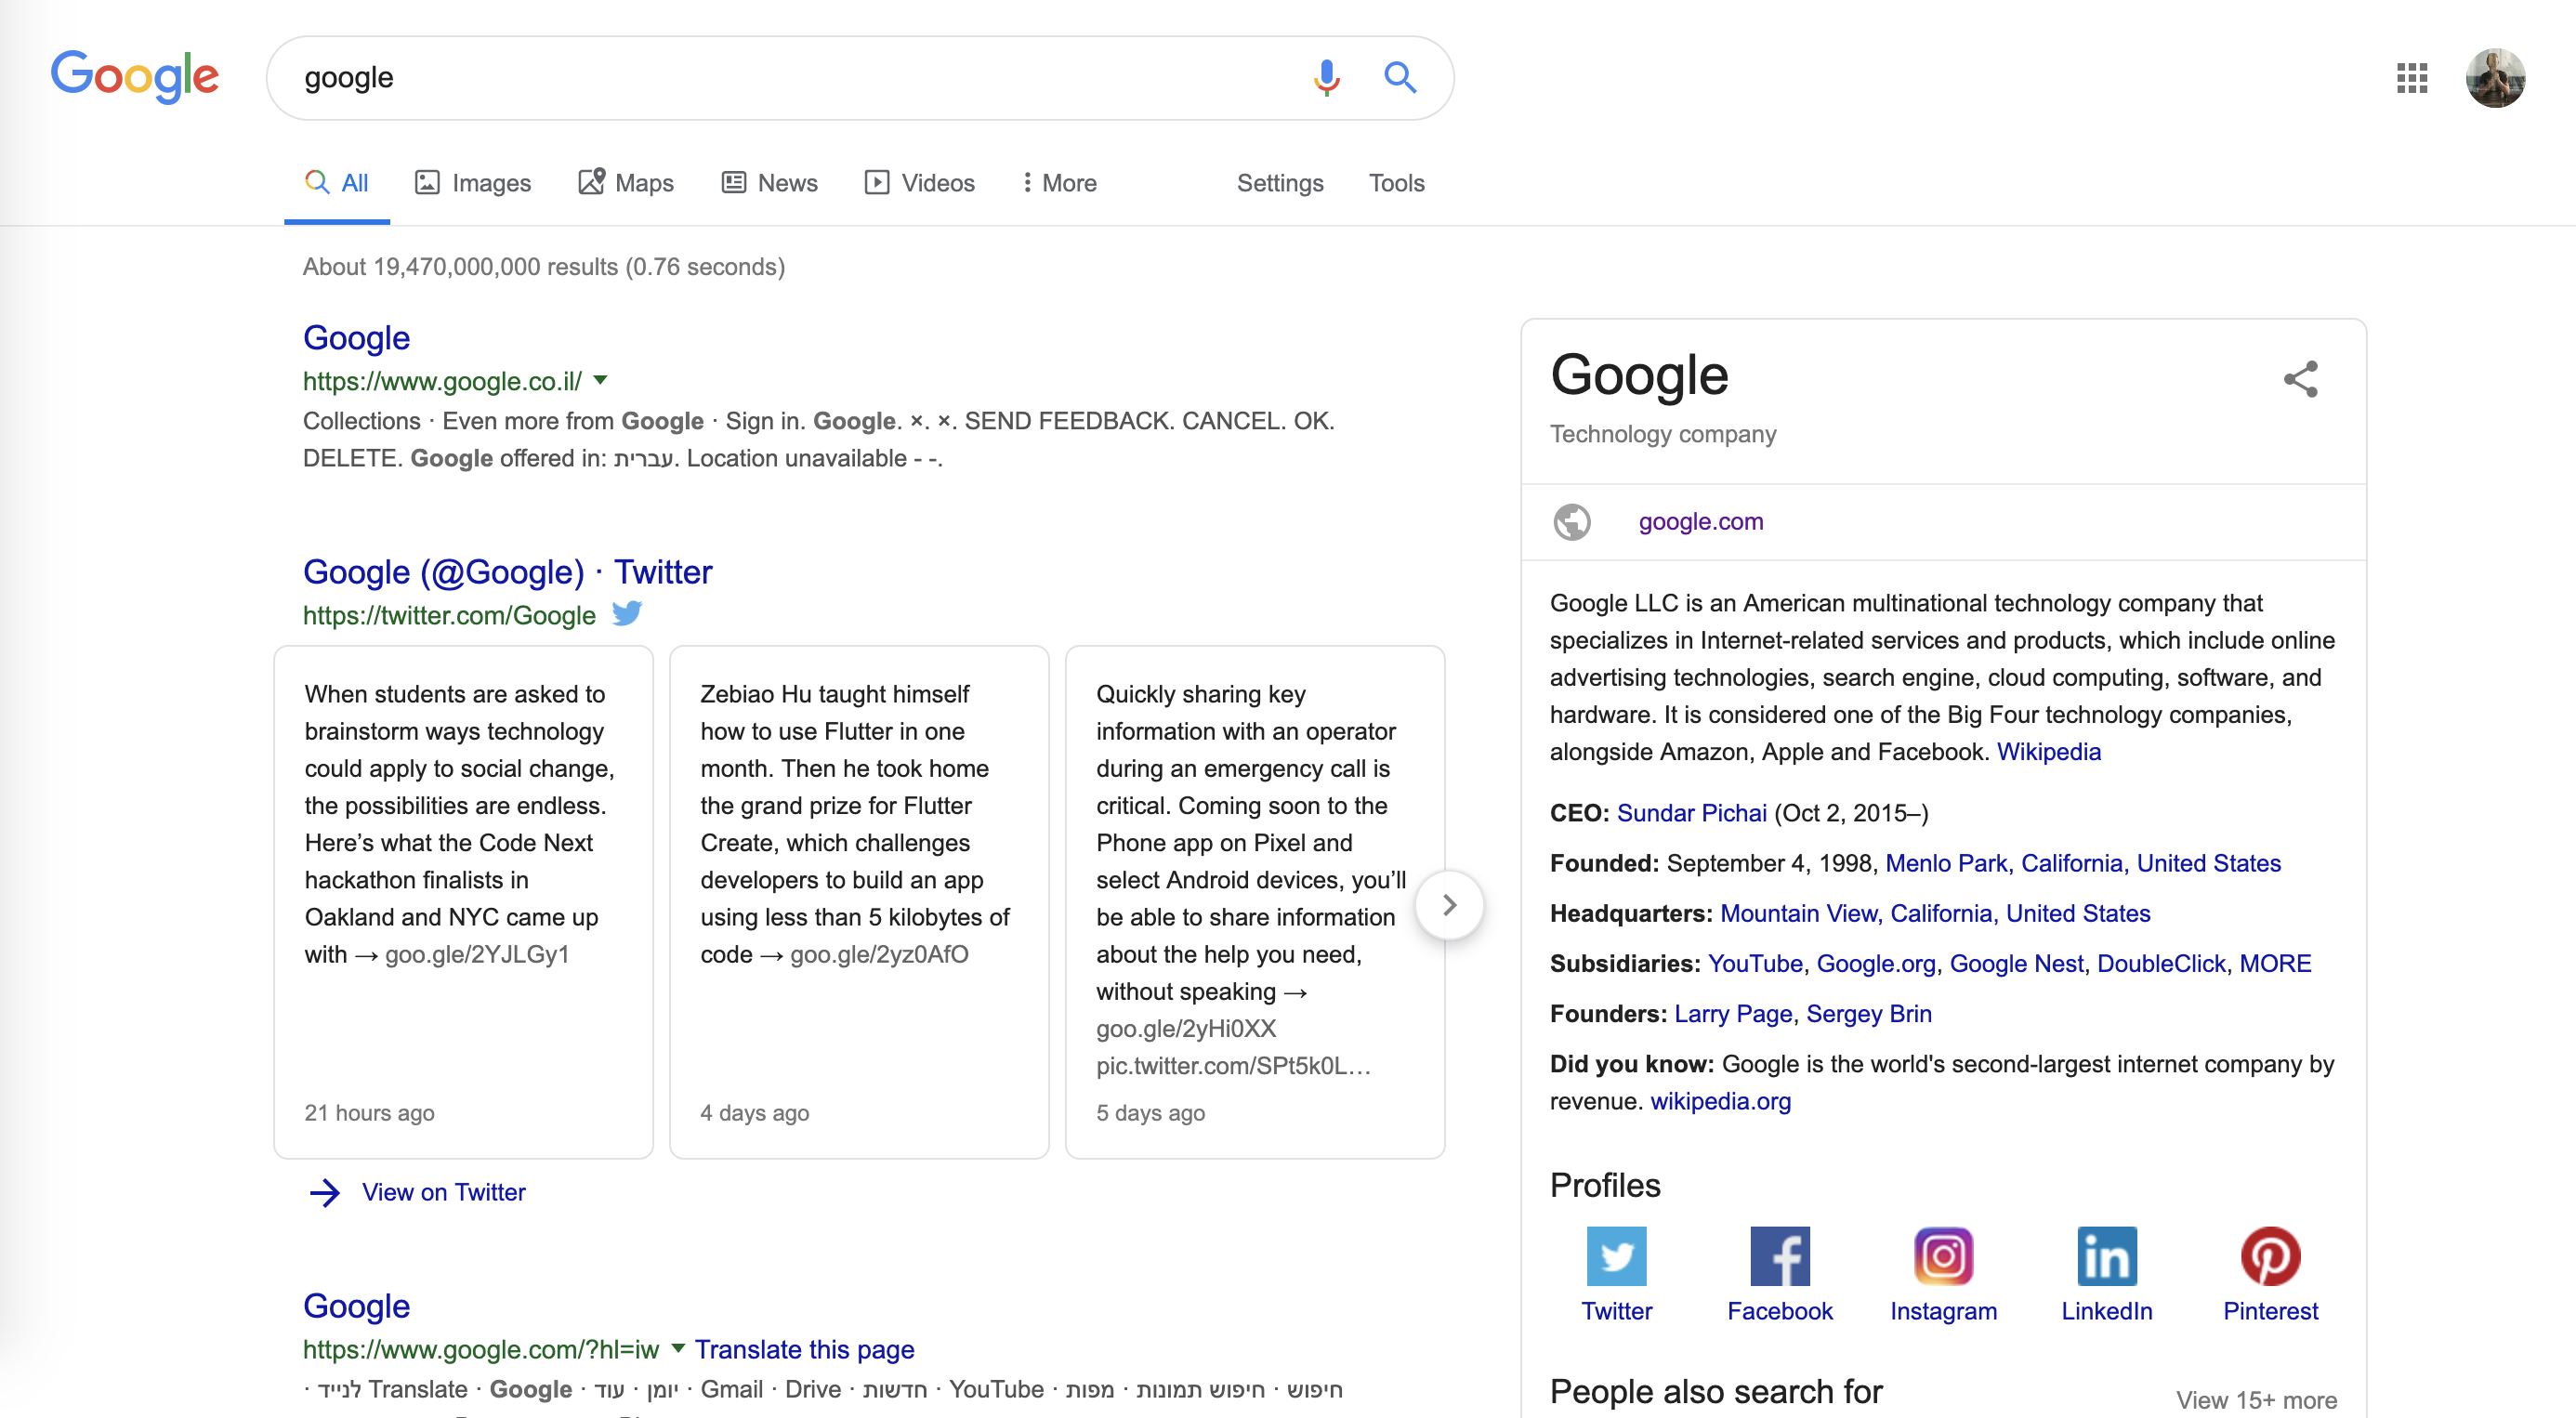 Google
google
All
Images
Maps
News
Videos
More
Settings
Tools
About 19,470,000,000 results (0.76 seconds)
Google
https://www.google.co.il/
Collections · Even more from Google · Sign in. Google. ×. ×. SEND FEEDBACK. CANCEL. OK.
DELETE. Google offered in: עברית. Location unavailable - -.
Google (@Google) · Twitter
https://twitter.com/Google
When students are asked to
brainstorm ways technology
could apply to social change,
the possibilities are endless.
Here’s what the Code Next
hackathon finalists in
Oakland and NYC came up
with → goo.gle/2YJLGy1
21 hours ago
Zebiao Hu taught himself
how to use Flutter in one
month. Then he took home
the grand prize for Flutter
Create, which challenges
developers to build an app
using less than 5 kilobytes of
code → goo.gle/2yz0AfO
4 days ago
Quickly sharing key
information with an operator
during an emergency call is
critical. Coming soon to the
Phone app on Pixel and
select Android devices, you’ll
be able to share information
about the help you need,
without speaking →
goo.gle/2yHi0XX
pic.twitter.com/SPt5k0L…
5 days ago
View on Twitter
Google
https://www.google.com/?hl=iw Translate this page
· לנייד Translate · Google · יומן · עוד · Gmail · Drive · חדשות · YouTube · מפות · חיפוש תמונות · חיפוש
Google
Technology company
google.com
Google LLC is an American multinational technology company that
specializes in Internet-related services and products, which include online
advertising technologies, search engine, cloud computing, software, and
hardware. It is considered one of the Big Four technology companies,
alongside Amazon, Apple and Facebook. Wikipedia
CEO: Sundar Pichai (Oct 2, 2015–)
Founded: September 4, 1998, Menlo Park, California, United States
Headquarters: Mountain View, California, United States
Subsidiaries: YouTube, Google.org, Google Nest, DoubleClick, MORE
Founders: Larry Page, Sergey Brin
Did you know: Google is the world's second-largest internet company by
revenue. wikipedia.org
Profiles
Twitter
Facebook
Instagram
LinkedIn
Pinterest
People also search for
View 15+ more